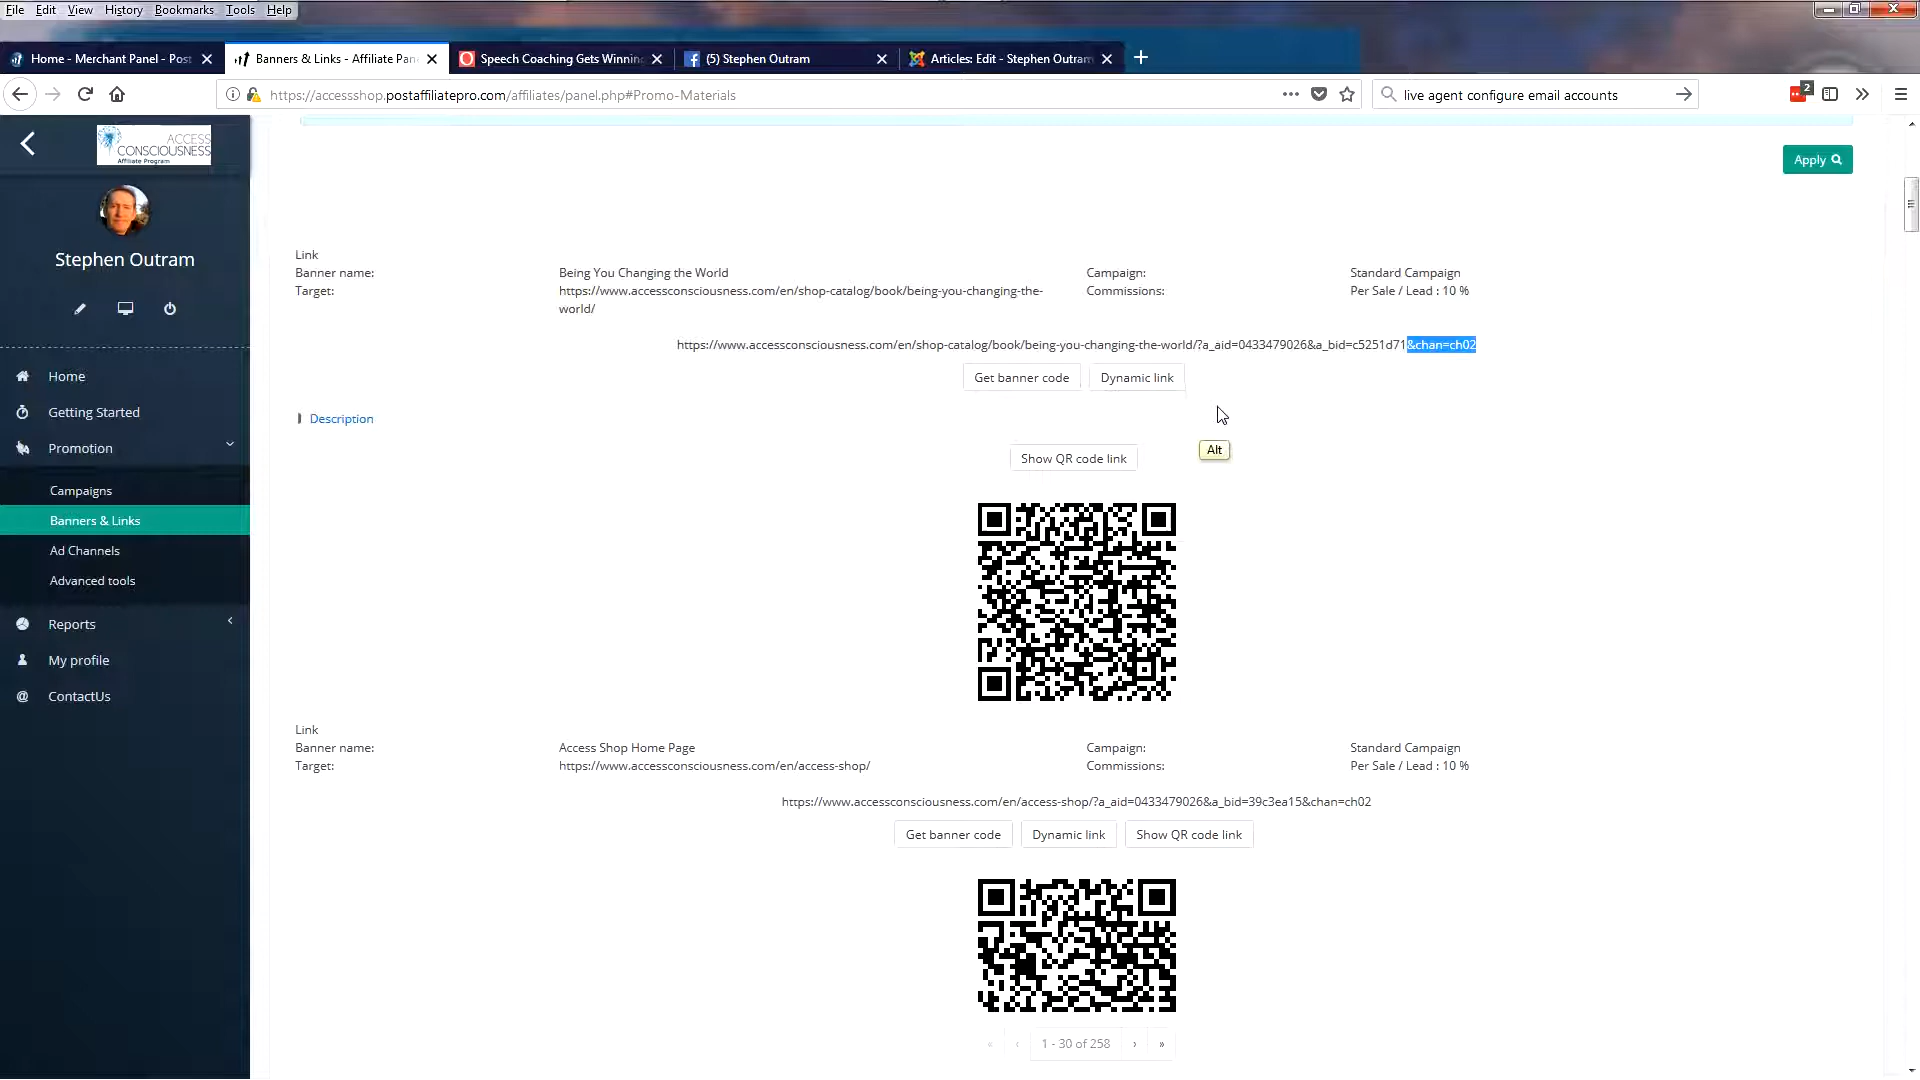 File Edit View History Bookmarks Tools Help
Home - Merchant Panel - Post
Banners & Links - Affiliate Pan
Speech Coaching Gets Winning
(5) Stephen Outram
Articles: Edit - Stephen Outram
https://accessshop.postaffiliatepro.com/affiliates/panel.php#Promo-Materials
live agent configure email accounts
2
ACCESS
CONSCIOUSNESS
Affiliate Program
Stephen Outram
Home
Getting Started
Promotion
Campaigns
Banners & Links
Ad Channels
Advanced tools
Reports
My profile
ContactUs
Apply
Link
Banner name: Being You Changing the World Campaign: Standard Campaign
Target: https://www.accessconsciousness.com/en/shop-catalog/book/being-you-changing-the- Commissions: Per Sale / Lead : 10 %
world/
https://www.accessconsciousness.com/en/shop-catalog/book/being-you-changing-the-world/?a_aid=0433479026&a_bid=c5251d71&chan=ch02
Get banner code Dynamic link
Description
Alt
Show QR code link
Link
Banner name: Access Shop Home Page Campaign: Standard Campaign
Target: https://www.accessconsciousness.com/en/access-shop/ Commissions: Per Sale / Lead : 10 %
https://www.accessconsciousness.com/en/access-shop/?a_aid=0433479026&a_bid=39c3ea15&chan=ch02
Get banner code Dynamic link Show QR code link
« ‹ 1 - 30 of 258 › »